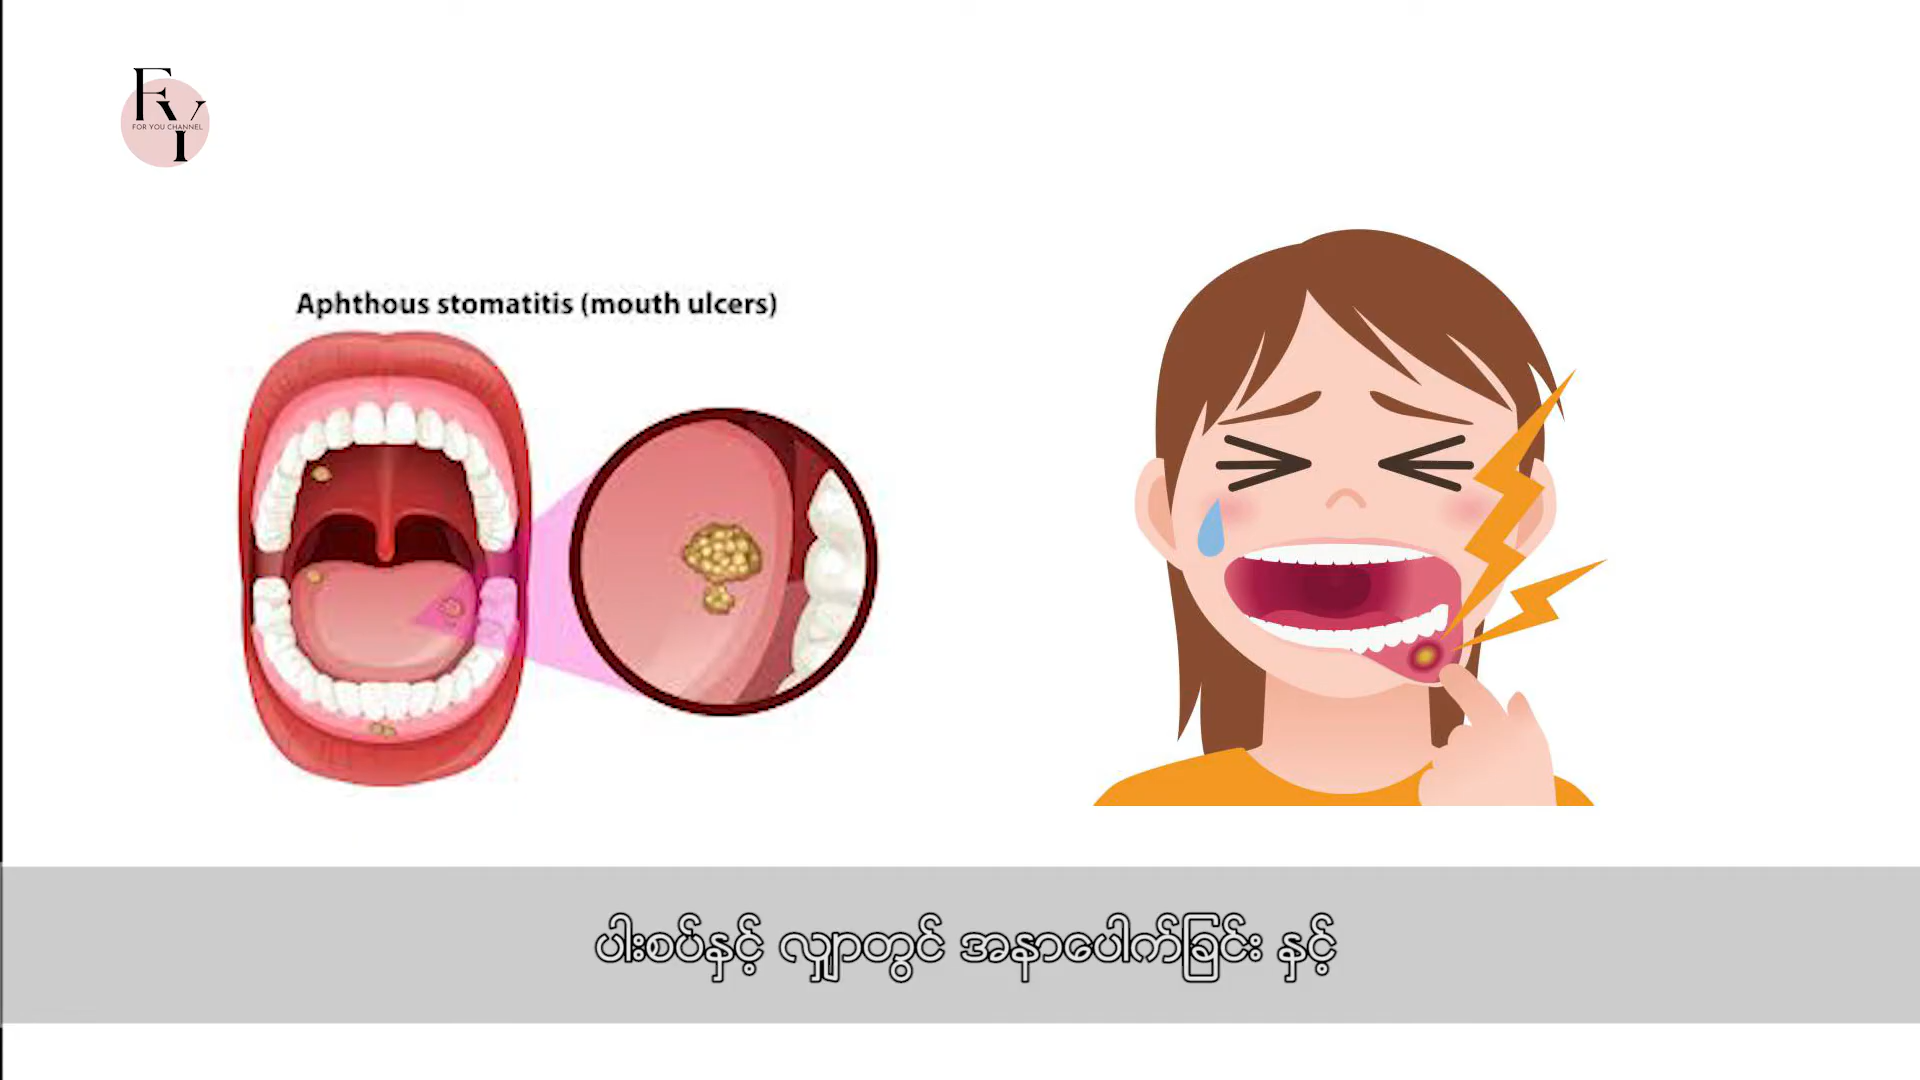 FY
FOR YOU CHANNEL
Aphthous stomatitis (mouth ulcers)
ပါးစပ်နှင့် လျှာတွင် အနာပေါက်ခြင်း နှင့်